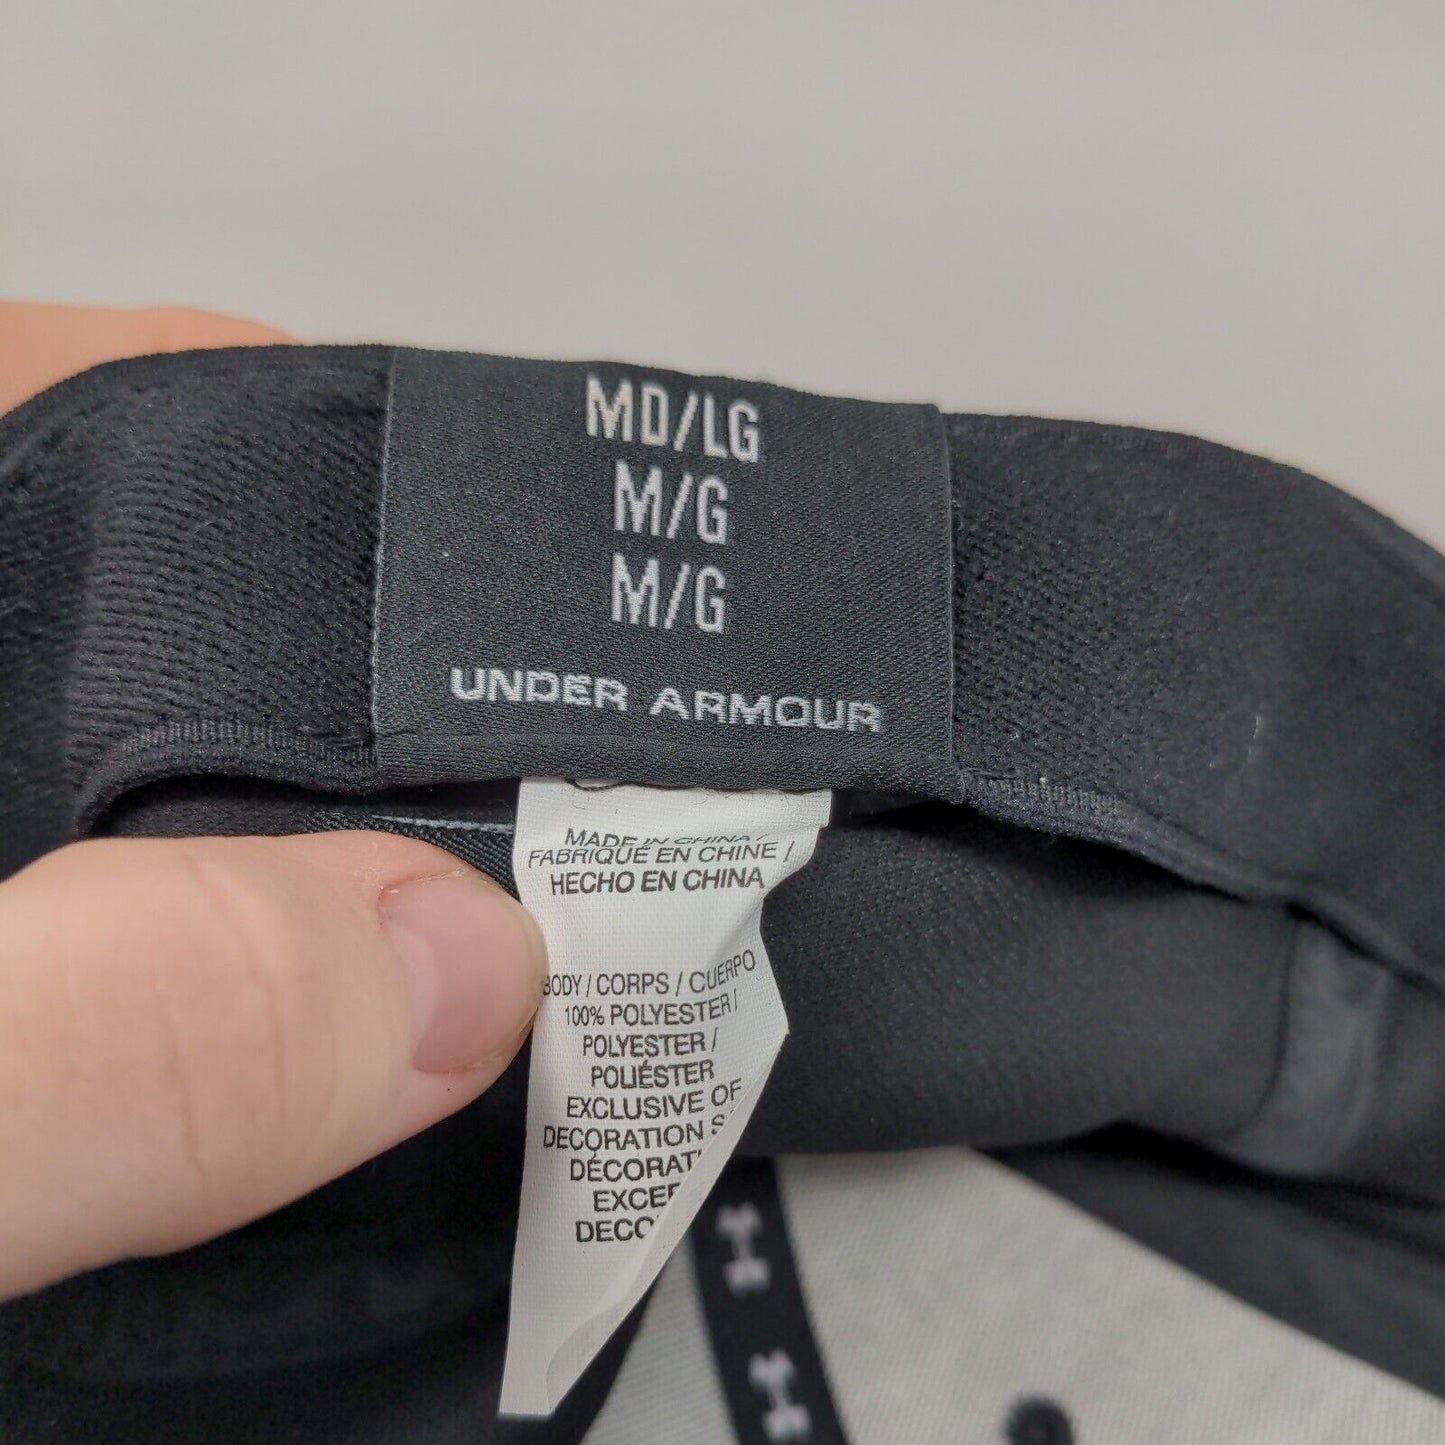 MD/LG
M/G
M/G
UNDER ARMOUR
MADE IN CHINA /
FABRIQUÉ EN CHINE /
HECHO EN CHINA
BODY / CORPS / CUERPO
100% POLYESTER /
POLYESTER /
POLIÉSTER
EXCLUSIVE OF
DECORATION